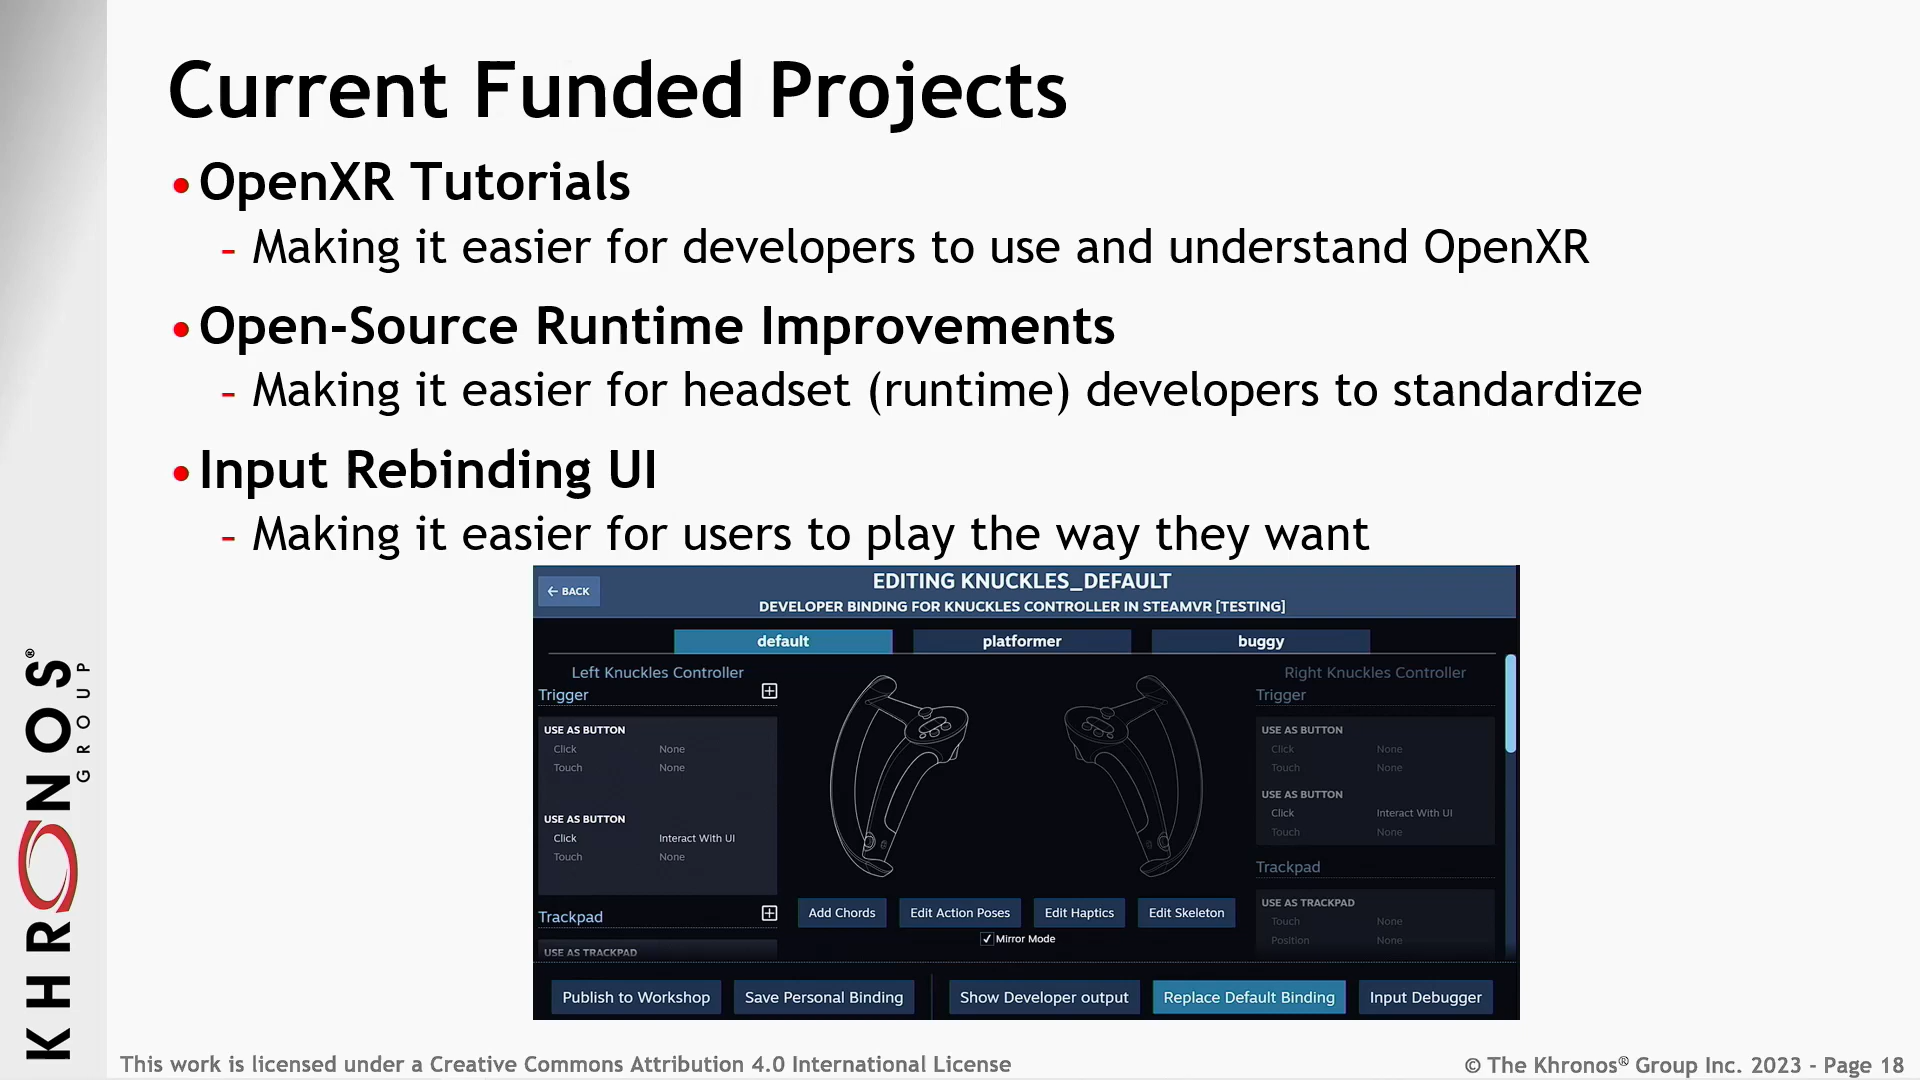 Current Funded Projects
• OpenXR Tutorials
– Making it easier for developers to use and understand OpenXR
• Open-Source Runtime Improvements
– Making it easier for headset (runtime) developers to standardize
• Input Rebinding UI
– Making it easier for users to play the way they want
← BACK
EDITING KNUCKLES_DEFAULT
DEVELOPER BINDING FOR KNUCKLES CONTROLLER IN STEAMVR [TESTING]
default platformer buggy
Left Knuckles Controller
Trigger
USE AS BUTTON
Click None
Touch None
USE AS BUTTON
Click Interact With UI
Touch None
Trackpad
USE AS TRACKPAD
Right Knuckles Controller
Trigger
USE AS BUTTON
Click None
Touch None
USE AS BUTTON
Click Interact With UI
Touch None
Trackpad
USE AS TRACKPAD
Touch None
Position None
Add Chords Edit Action Poses Edit Haptics Edit Skeleton
Mirror Mode
Publish to Workshop Save Personal Binding Show Developer output Replace Default Binding Input Debugger
KHRONOS®
GROUP
This work is licensed under a Creative Commons Attribution 4.0 International License
© The Khronos® Group Inc. 2023 - Page 18